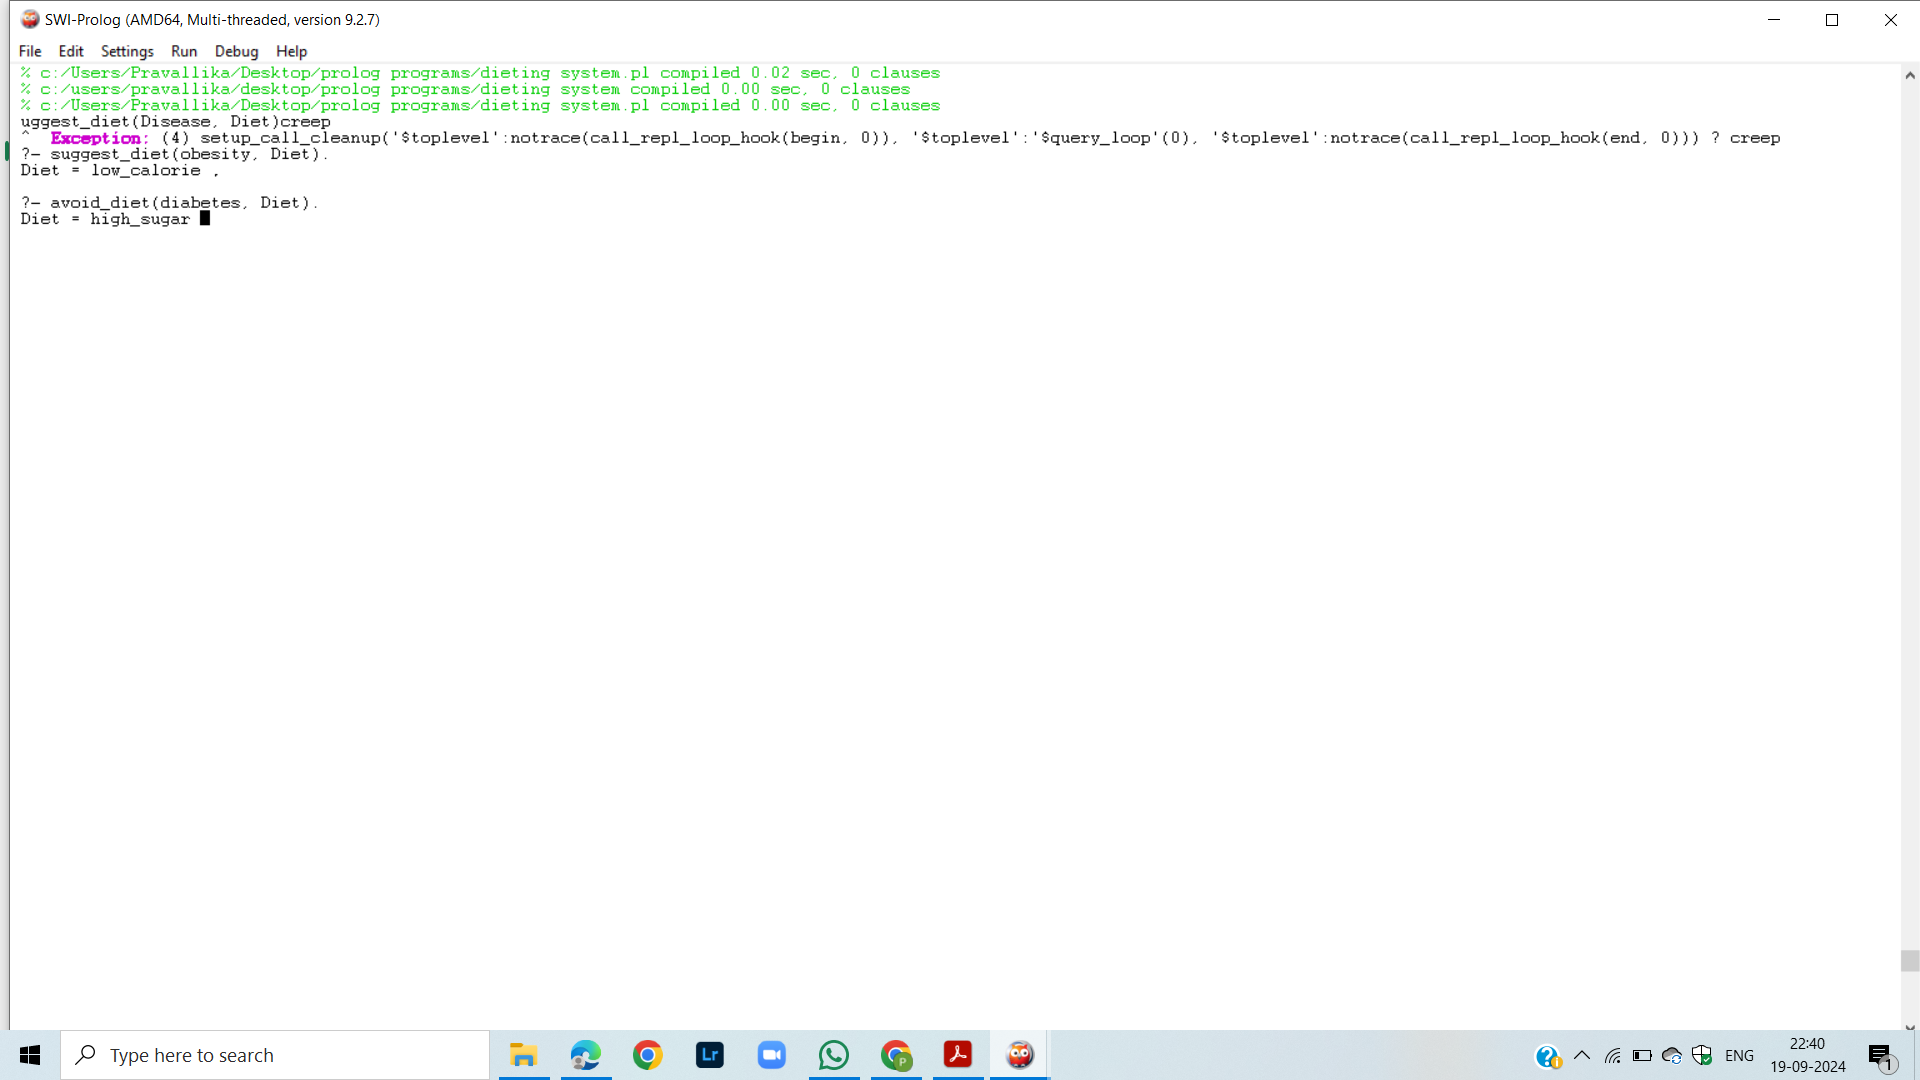 SWI-Prolog (AMD64, Multi-threaded, version 9.2.7)
File Edit Settings Run Debug Help
% c:/Users/Pravallika/Desktop/prolog programs/dieting system.pl compiled 0.02 sec, 0 clauses
% c:/users/pravallika/desktop/prolog programs/dieting system compiled 0.00 sec, 0 clauses
% c:/Users/Pravallika/Desktop/prolog programs/dieting system.pl compiled 0.00 sec, 0 clauses
uggest_diet(Disease, Diet)creep
^  Exception: (4) setup_call_cleanup('$toplevel':notrace(call_repl_loop_hook(begin, 0)), '$toplevel':'$query_loop'(0), '$toplevel':notrace(call_repl_loop_hook(end, 0))) ? creep
?- suggest_diet(obesity, Diet).
Diet = low_calorie ,
?- avoid_diet(diabetes, Diet).
Diet = high_sugar
Type here to search
Lr
P
ENG
22:40
19-09-2024
1